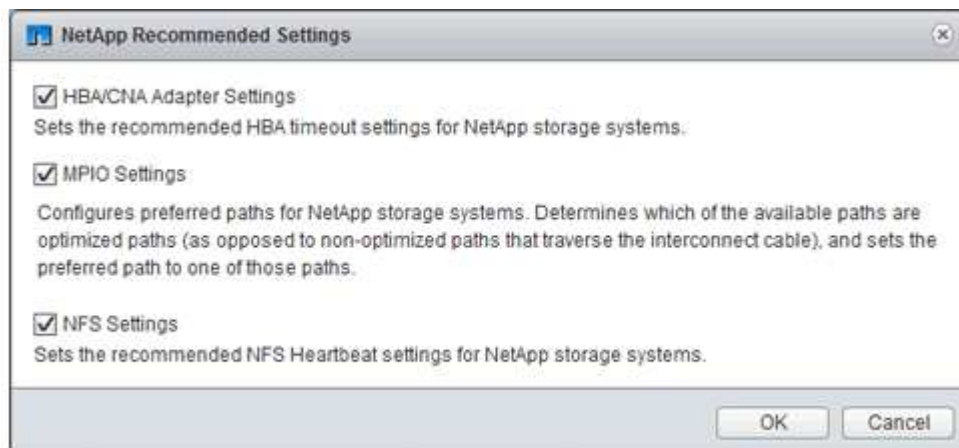 NetApp Recommended Settings
HBA/CNA Adapter Settings
Sets the recommended HBA timeout settings for NetApp storage systems.
MPIO Settings
Configures preferred paths for NetApp storage systems. Determines which of the available paths are
optimized paths (as opposed to non-optimized paths that traverse the interconnect cable), and sets the
preferred path to one of those paths.
NFS Settings
Sets the recommended NFS Heartbeat settings for NetApp storage systems.
OK Cancel